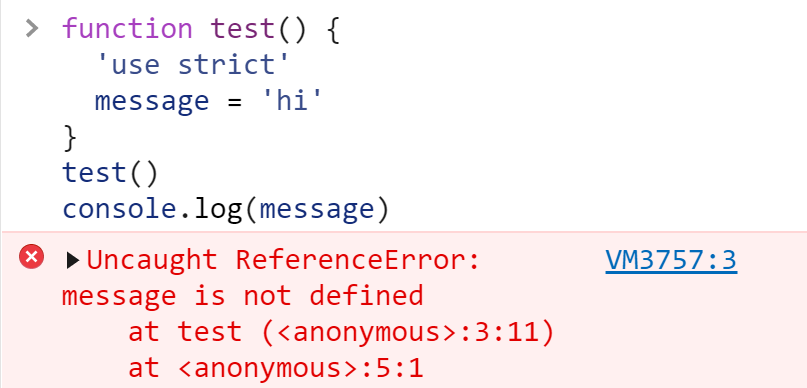 > function test() {
'use strict'
message = 'hi'
}
test()
console.log(message)
Uncaught ReferenceError: VM3757:3
message is not defined
at test (<anonymous>:3:11)
at <anonymous>:5:1